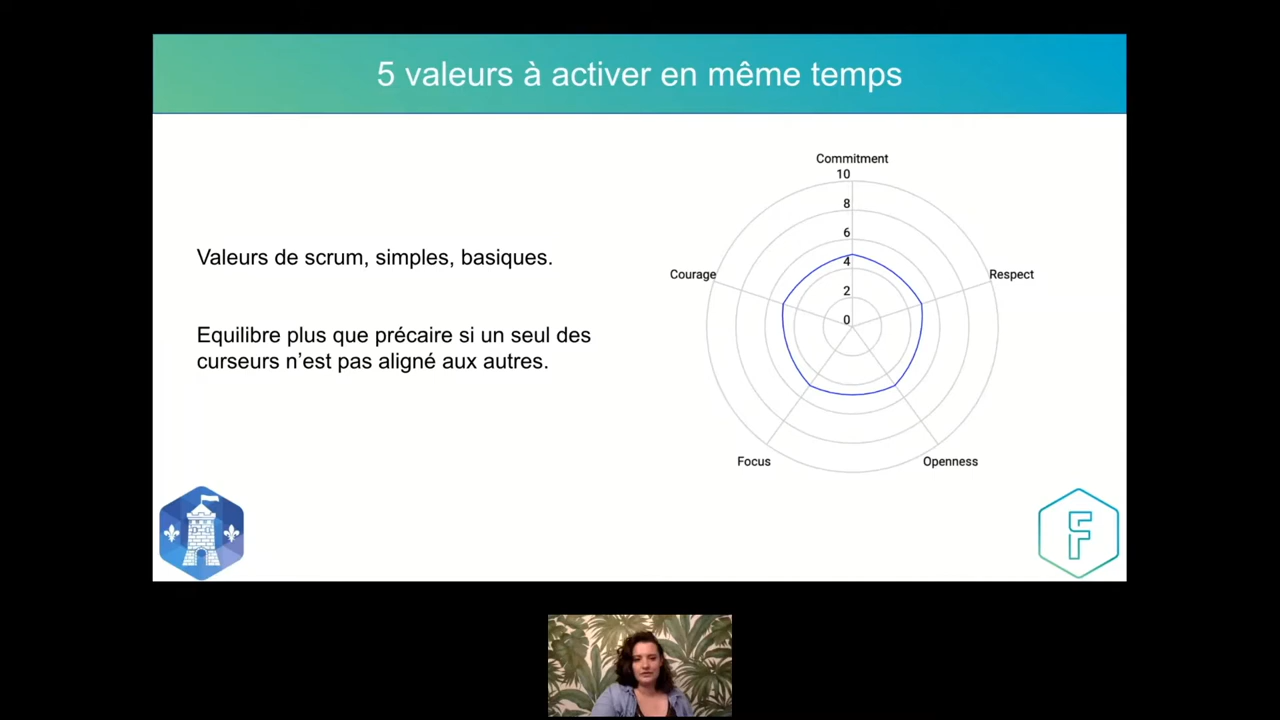 5 valeurs à activer en même temps
Valeurs de scrum, simples, basiques.
Equilibre plus que précaire si un seul des
curseurs n'est pas aligné aux autres.
Commitment
10
8
6
4
2
0
Courage
Respect
Focus
Openness
F